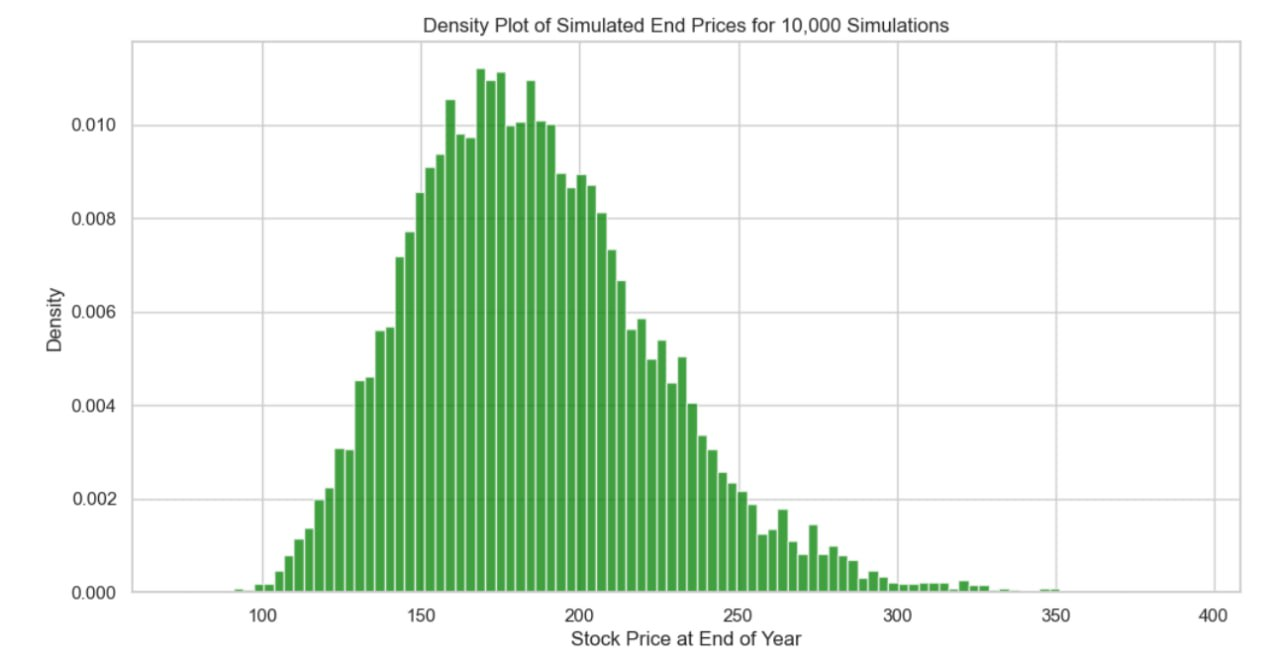 Density Plot of Simulated End Prices for 10,000 Simulations
0.010
0.008
0.006
0.004
0.002
0.000
Density
100 150 200 250 300 350 400
Stock Price at End of Year